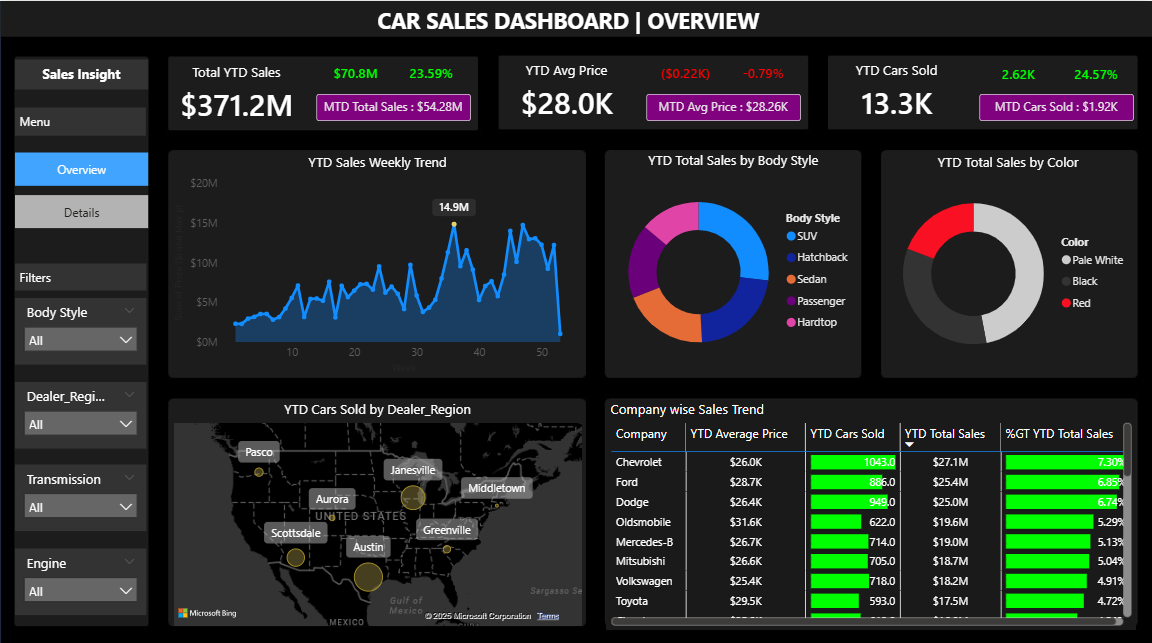 CAR SALES DASHBOARD | OVERVIEW
Sales Insight
Menu
Overview
Details
Filters
Body Style
All
Dealer_Regi...
All
Transmission
All
Engine
All
Total YTD Sales
$70.8M 23.59%
$371.2M
MTD Total Sales : $54.28M
YTD Avg Price
($0.22K) -0.79%
$28.0K
MTD Avg Price : $28.26K
YTD Cars Sold
2.62K 24.57%
13.3K
MTD Cars Sold : $1.92K
YTD Sales Weekly Trend
$20M
$15M
$10M
$5M
$0M
14.9M
10 20 30 40 50
YTD Total Sales by Body Style
Body Style
SUV
Hatchback
Sedan
Passenger
Hardtop
YTD Total Sales by Color
Color
Pale White
Black
Red
YTD Cars Sold by Dealer_Region
Pasco
Janesville
Middletown
Aurora
UNITED STATES
Scottsdale
Greenville
Austin
Gulf of
Mexico
MEXICO
Sargasso Se
Microsoft Bing
© 2025 Microsoft Corporation Terms
Company wise Sales Trend
Company YTD Average Price YTD Cars Sold YTD Total Sales %GT YTD Total Sales
Chevrolet $26.0K 1043.0 $27.1M 7.30%
Ford $28.7K 886.0 $25.4M 6.85%
Dodge $26.4K 949.0 $25.0M 6.74%
Oldsmobile $31.6K 622.0 $19.6M 5.29%
Mercedes-B $26.7K 714.0 $19.0M 5.13%
Mitsubishi $26.6K 705.0 $18.7M 5.04%
Volkswagen $25.4K 718.0 $18.2M 4.91%
Toyota $29.5K 593.0 $17.5M 4.72%